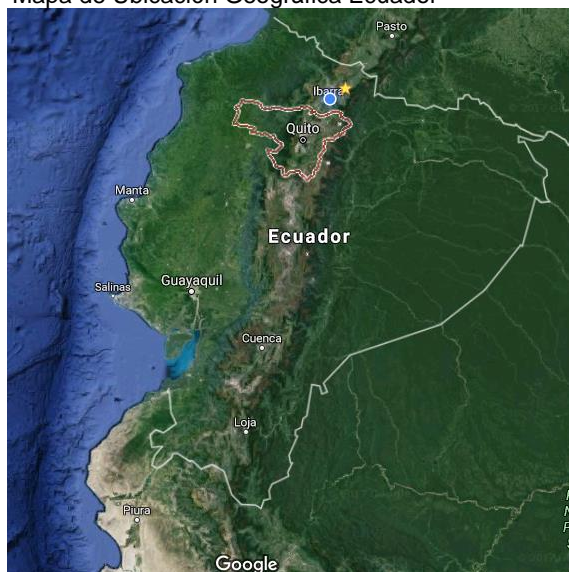 Mapa de Ubicación Geográfica Ecuador
Pasto
Ibarra
Quito
Manta
Ecuador
Salinas
Guayaquil
Cuenca
Loja
Piura
Google